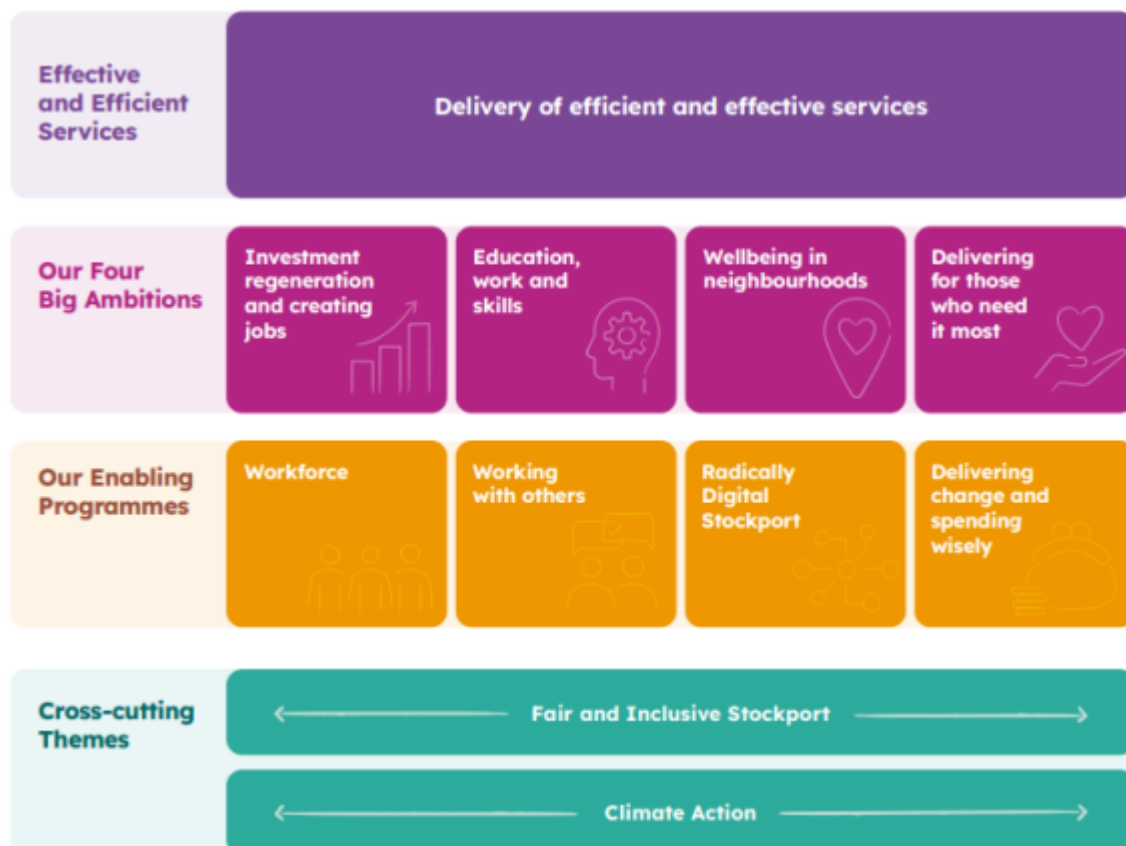 Effective
and Efficient
Services
Delivery of efficient and effective services
Our Four
Big Ambitions
Investment
regeneration
and creating
jobs
Education,
work and
skills
Wellbeing in
neighbourhoods
Delivering
for those
who need
it most
Our Enabling
Programmes
Workforce
Working
with others
Radically
Digital
Stockport
Delivering
change and
spending
wisely
Cross-cutting
Themes
Fair and Inclusive Stockport
Climate Action